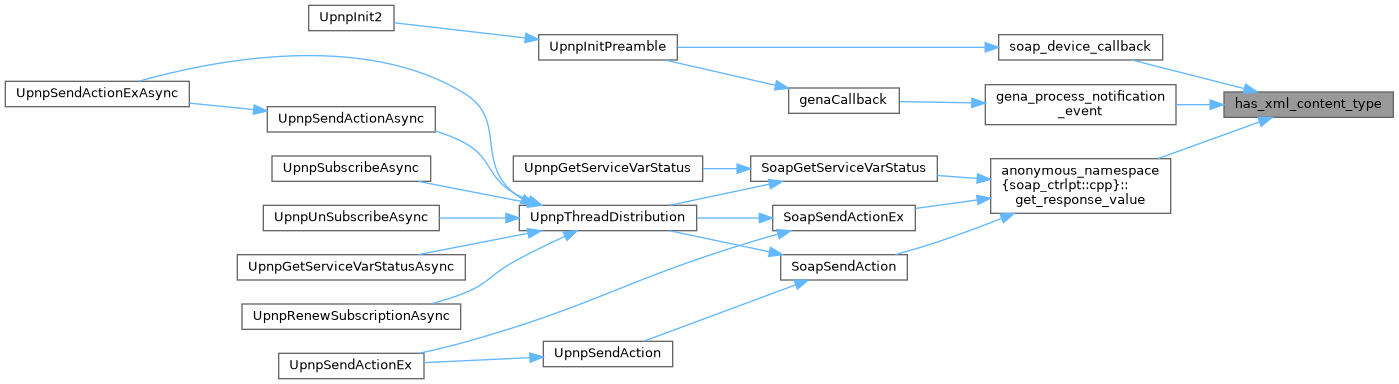 UpnpInit2
UpnpInitPreamble
soap_device_callback
UpnpSendActionExAsync
genaCallback
gena_process_notification
_event
has_xml_content_type
UpnpSendActionAsync
UpnpSubscribeAsync
UpnpGetServiceVarStatus
SoapGetServiceVarStatus
anonymous_namespace
{soap_ctrlpt::cpp}::
get_response_value
UpnpUnSubscribeAsync
UpnpThreadDistribution
SoapSendActionEx
UpnpGetServiceVarStatusAsync
SoapSendAction
UpnpRenewSubscriptionAsync
UpnpSendActionEx
UpnpSendAction